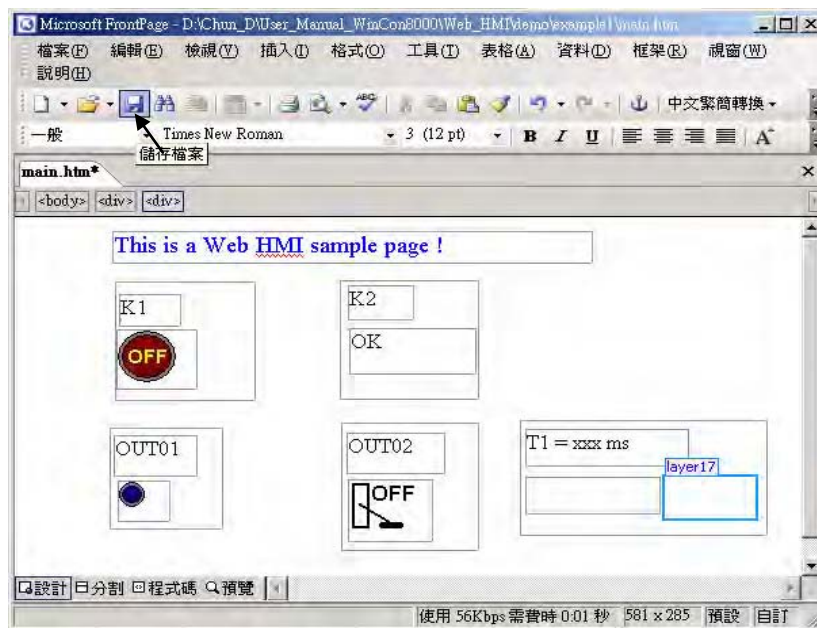 Microsoft FrontPage - D:\Chun_D\User_Manual_WinCon8000\Web_HMI\demo\example1\main.htm
檔案(F) 編輯(E) 檢視(V) 插入(I) 格式(O) 工具(T) 表格(A) 資料(D) 框架(R) 視窗(W)
說明(H)
ABC 中文繁簡轉換
一般 Times New Roman 3 (12 pt) B I U A
儲存檔案
main.htm*
<body> <div> <div>
This is a Web HMI sample page !
K1
OFF
K2
OK
OUT01
OUT02
OFF
T1 = xxx ms
layer17
設計 分割 程式碼 預覽
使用 56Kbps 需費時 0:01 秒 581 x 285 預設 自訂